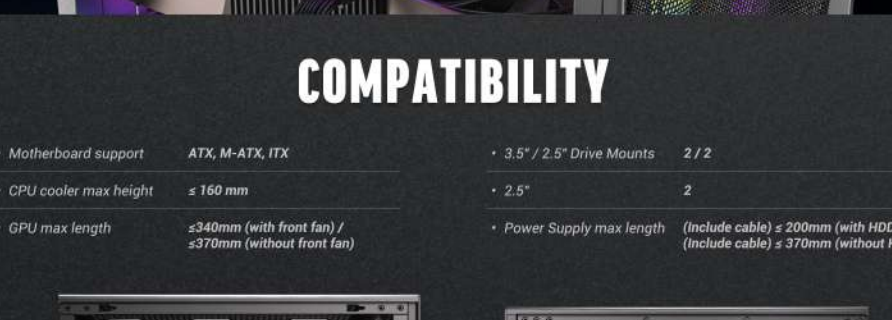 COMPATIBILITY
Motherboard support ATX, M-ATX, ITX
CPU cooler max height ≤ 160 mm
GPU max length ≤340mm (with front fan) /
≤370mm (without front fan)
• 3.5" / 2.5" Drive Mounts 2 / 2
• 2.5" 2
• Power Supply max length (Include cable) ≤ 200mm (with HDD
(Include cable) ≤ 370mm (without